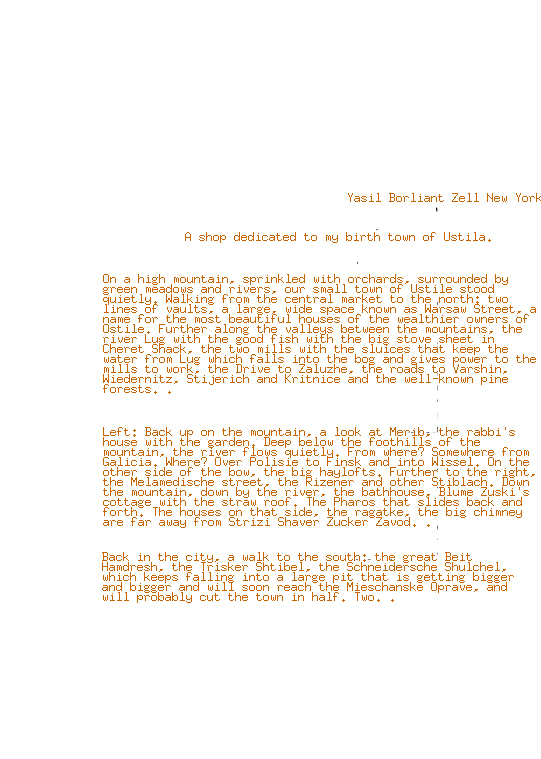 Yasil Borliant Zell New York
A shop dedicated to my birth town of Ustila.
On a high mountain, sprinkled with orchards, surrounded by
green meadows and rivers, our small town of Ustile stood
quietly. Walking from the central market to the north: two
lines of vaults, a large, wide space known as Warsaw Street, a
name for the most beautiful houses of the wealthier owners of
Ostile. Further along the valleys between the mountains, the
river Lug with the good fish with the big stove sheet in
Cheret Shack, the two mills with the sluices that keep the
water from Lug which falls into the bog and gives power to the
mills to work, the Drive to Zaluzhe, the roads to Varshin,
Wiedernitz, Stijerich and Kritnice and the well-known pine
forests. .
Left: Back up on the mountain, a look at Merib, the rabbi's
house with the garden. Deep below the foothills of the
mountain, the river flows quietly. From where? Somewhere from
Galicia. Where? Over Polisie to Finsk and into Wissel. On the
other side of the bow, the big haylofts. Further to the right,
the Melamedische street, the Rizener and other Stiblach. Down
the mountain, down by the river, the bathhouse, Blume Zuski's
cottage with the straw roof. The Pharos that slides back and
forth. The houses on that side, the ragatke, the big chimney
are far away from Strizi Shaver Zucker Zavod. .
Back in the city, a walk to the south: the great Beit
Hamdresh, the Trisker Shtibel, the Schneidersche Shulchel,
which keeps falling into a large pit that is getting bigger
and bigger and will soon reach the Mieschanske Oprave, and
will probably cut the town in half. Two. .